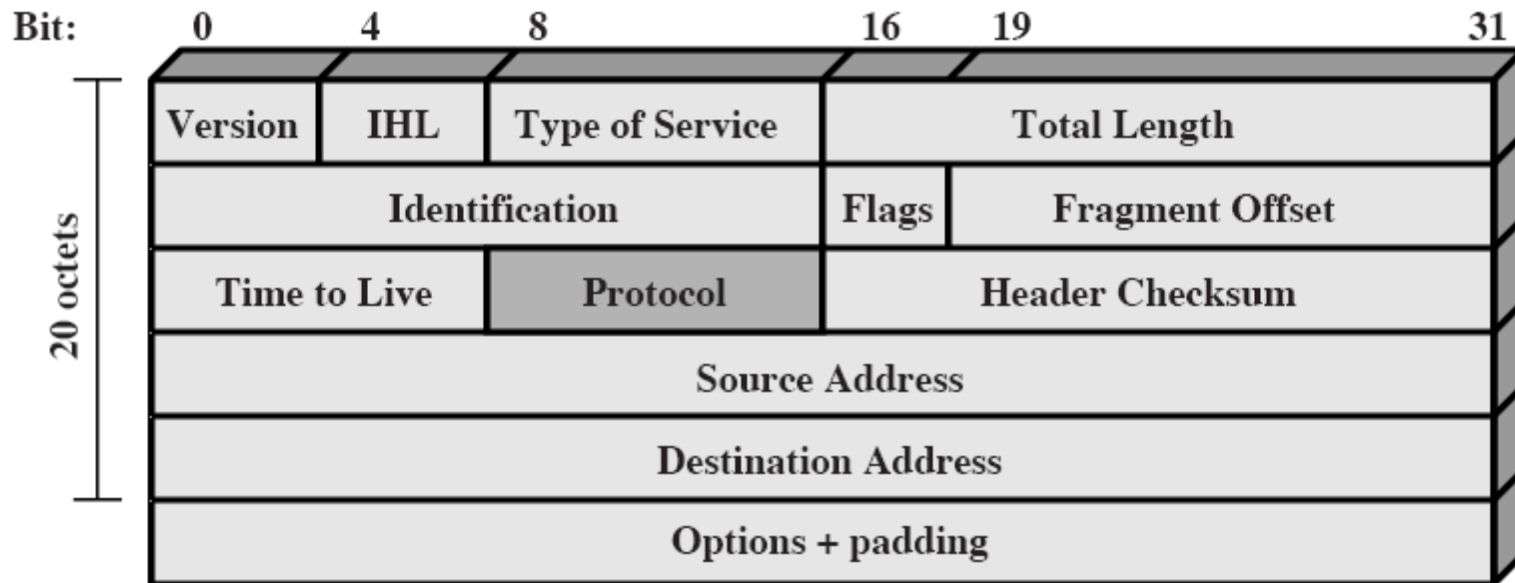 Bit: 0 4 8 16 19 31
Version IHL Type of Service Total Length
Identification Flags Fragment Offset
Time to Live Protocol Header Checksum
20 octets
Source Address
Destination Address
Options + padding